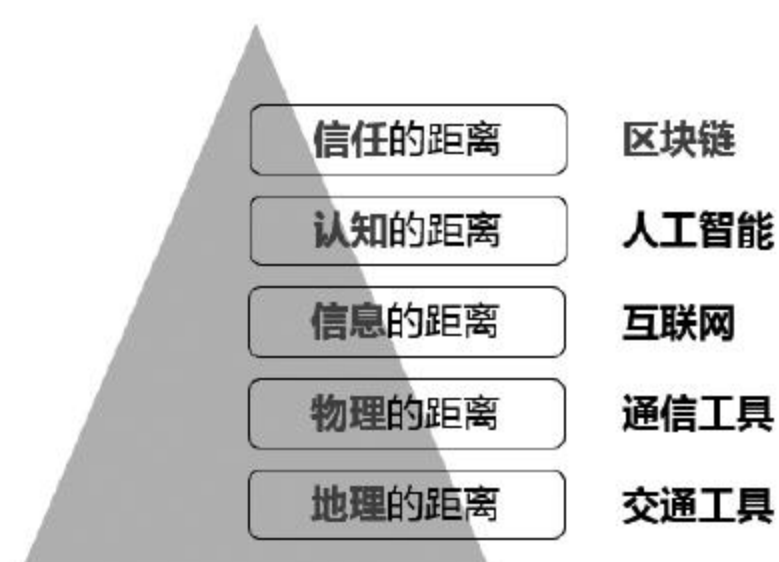 信任的距离 区块链
认知的距离 人工智能
信息的距离 互联网
物理的距离 通信工具
地理的距离 交通工具